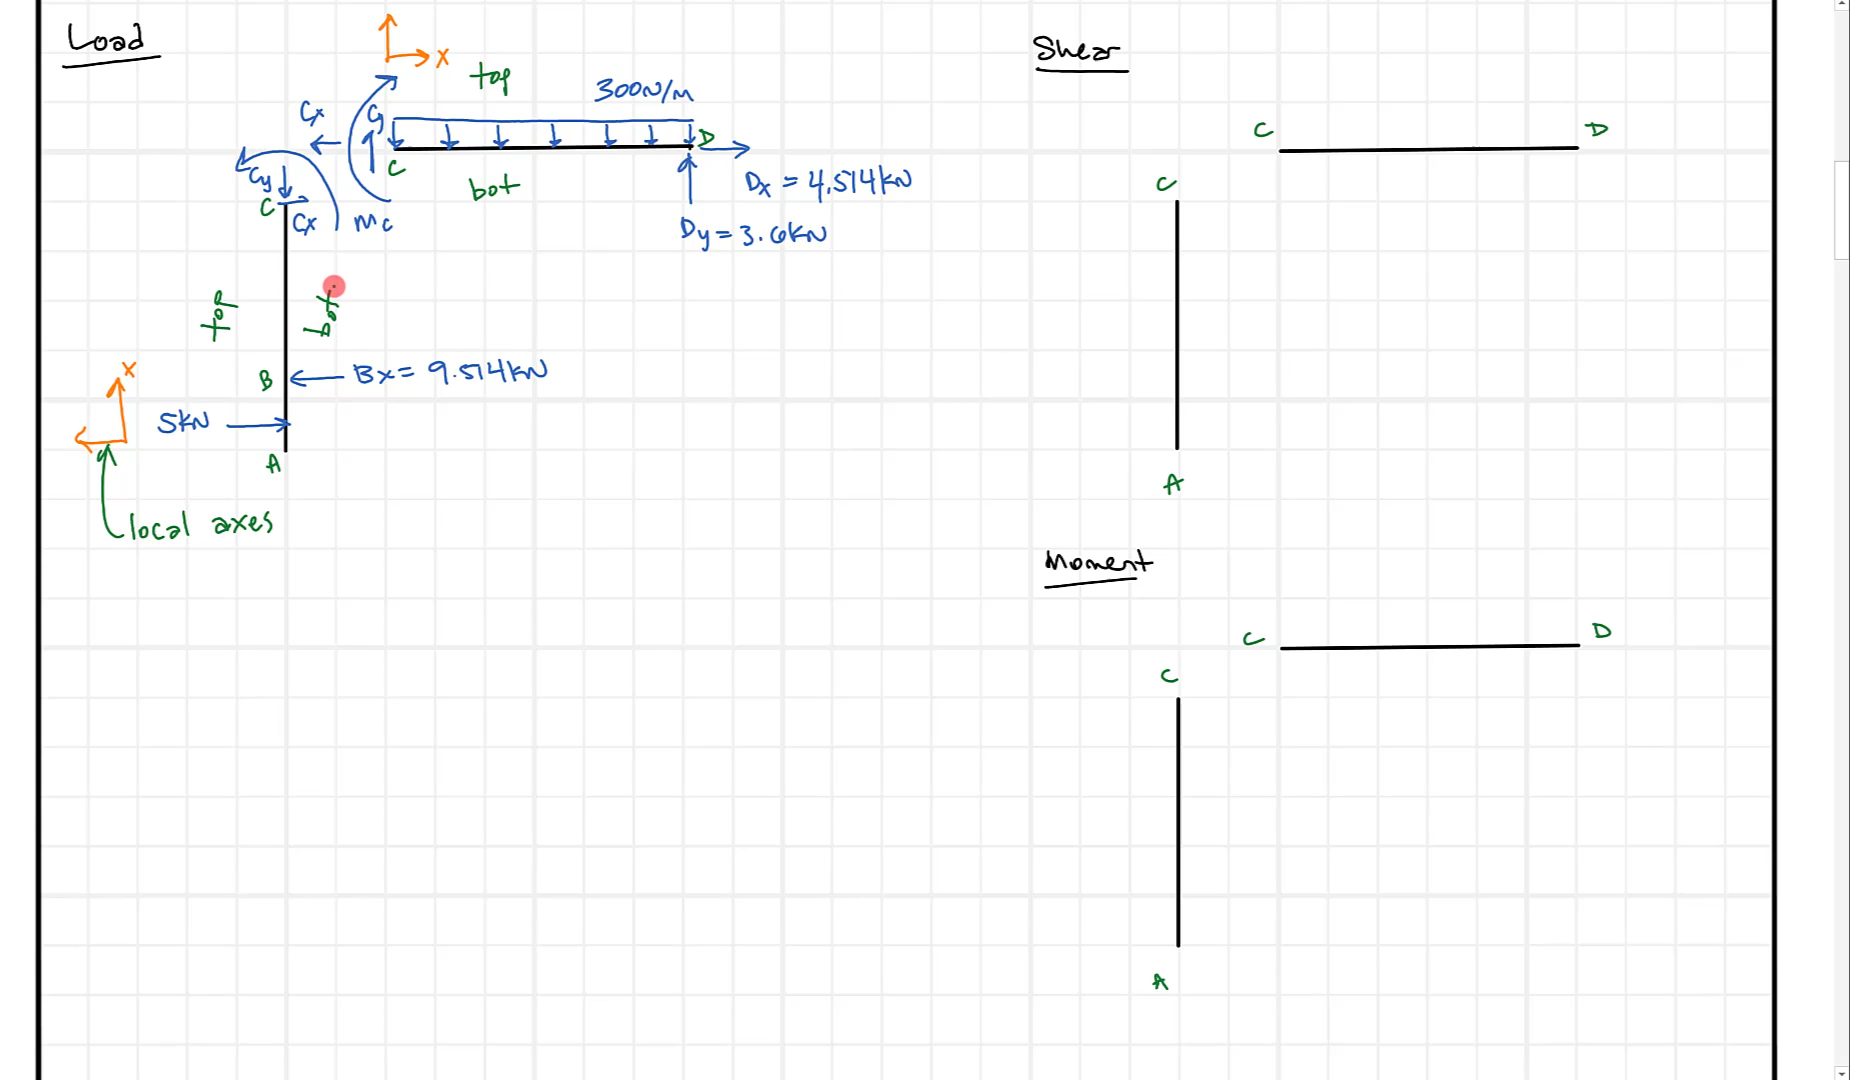 Load
x
top
300N/M
Cx
Cy
D
C
bot
Dx = 4.514kN
Dy = 3.6kN
Cy
C
Cx
Mc
top
bot
x
B
Bx = 9.514kN
5kN
A
local axes
Shear
C
D
C
A
Moment
C
D
C
A